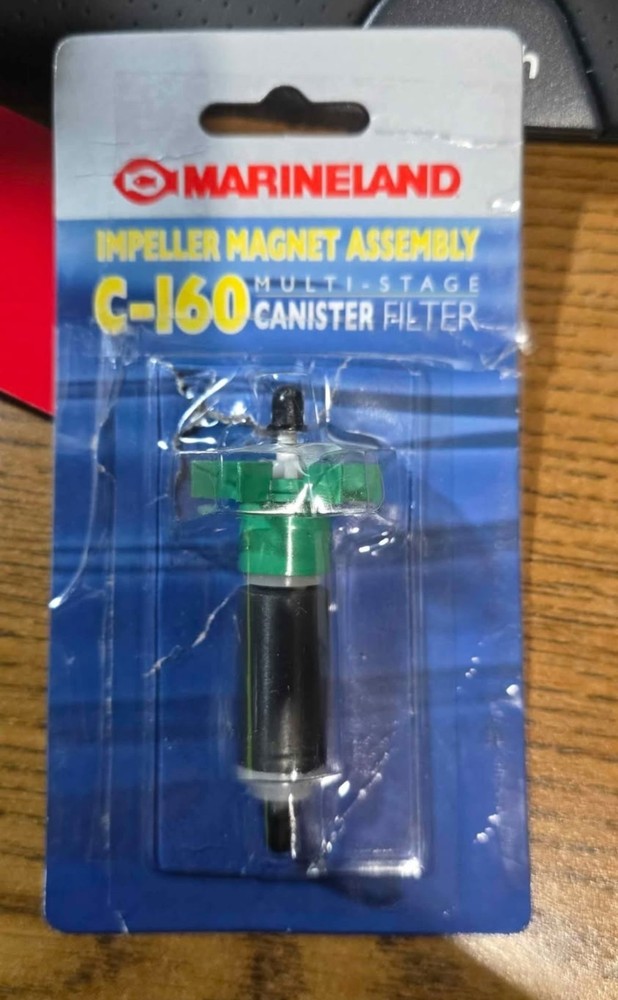 MARINELAND
IMPELLER MAGNET ASSEMBLY
C-160 MULTI-STAGE
CANISTER FILTER